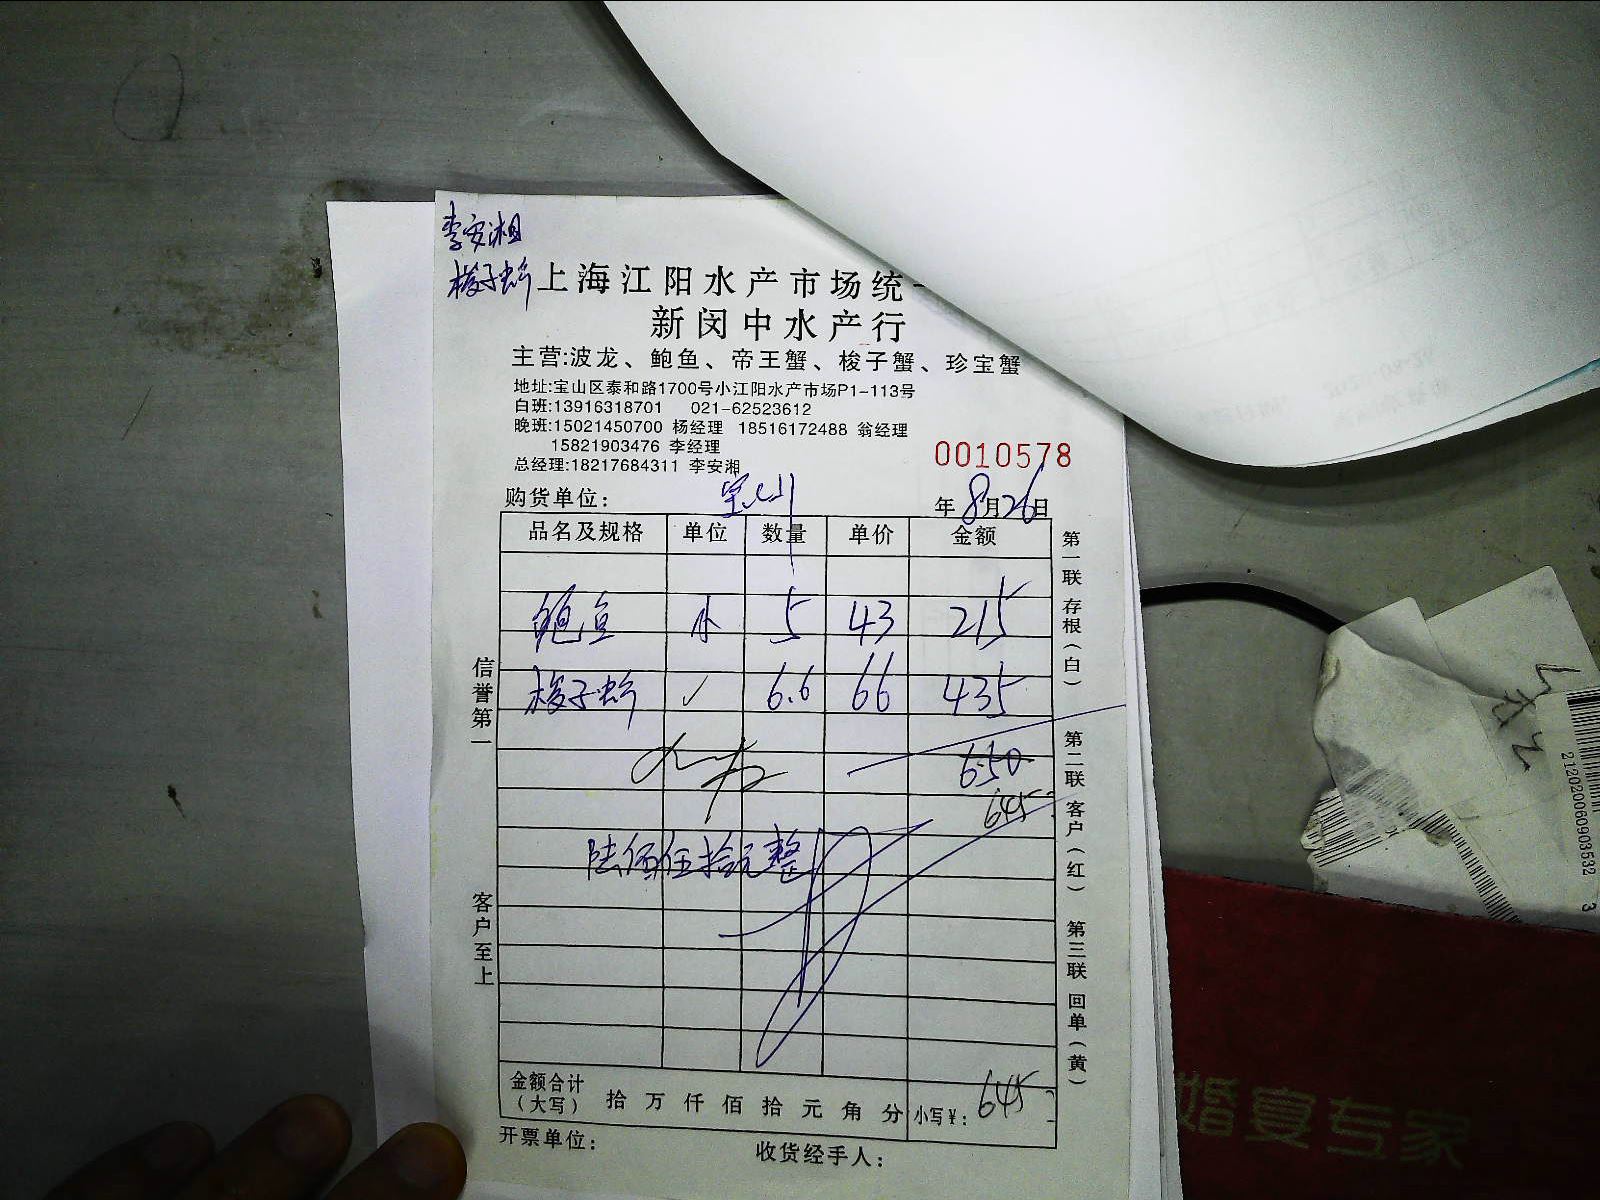 李安湘
梭子蟹
上海江阳水产市场统一
新闵中水产行
主营:波龙、鲍鱼、帝王蟹、梭子蟹、珍宝蟹
地址:宝山区泰和路1700号小江阳水产市场P1-113号
白班:13916318701 021-62523612
晚班:15021450700 杨经理 18516172488 翁经理
15821903476 李经理
总经理:18217684311 李安湘
0010578
购货单位: 宝山
年8月26日
品名及规格 单位 数量 单价 金额
鲍鱼 小 5 43 215
梭子蟹 ✓ 6.6 66 435
650
645
陆佰伍拾元整
金额合计
(大写) 拾 万 仟 佰 拾 元 角 分 小写¥: 645
开票单位: 收货经手人:
信誉第一
客户至上
第一联 存根(白)
第二联 客户(红)
第三联 回单(黄)
212020060903532 3
婚宴专家